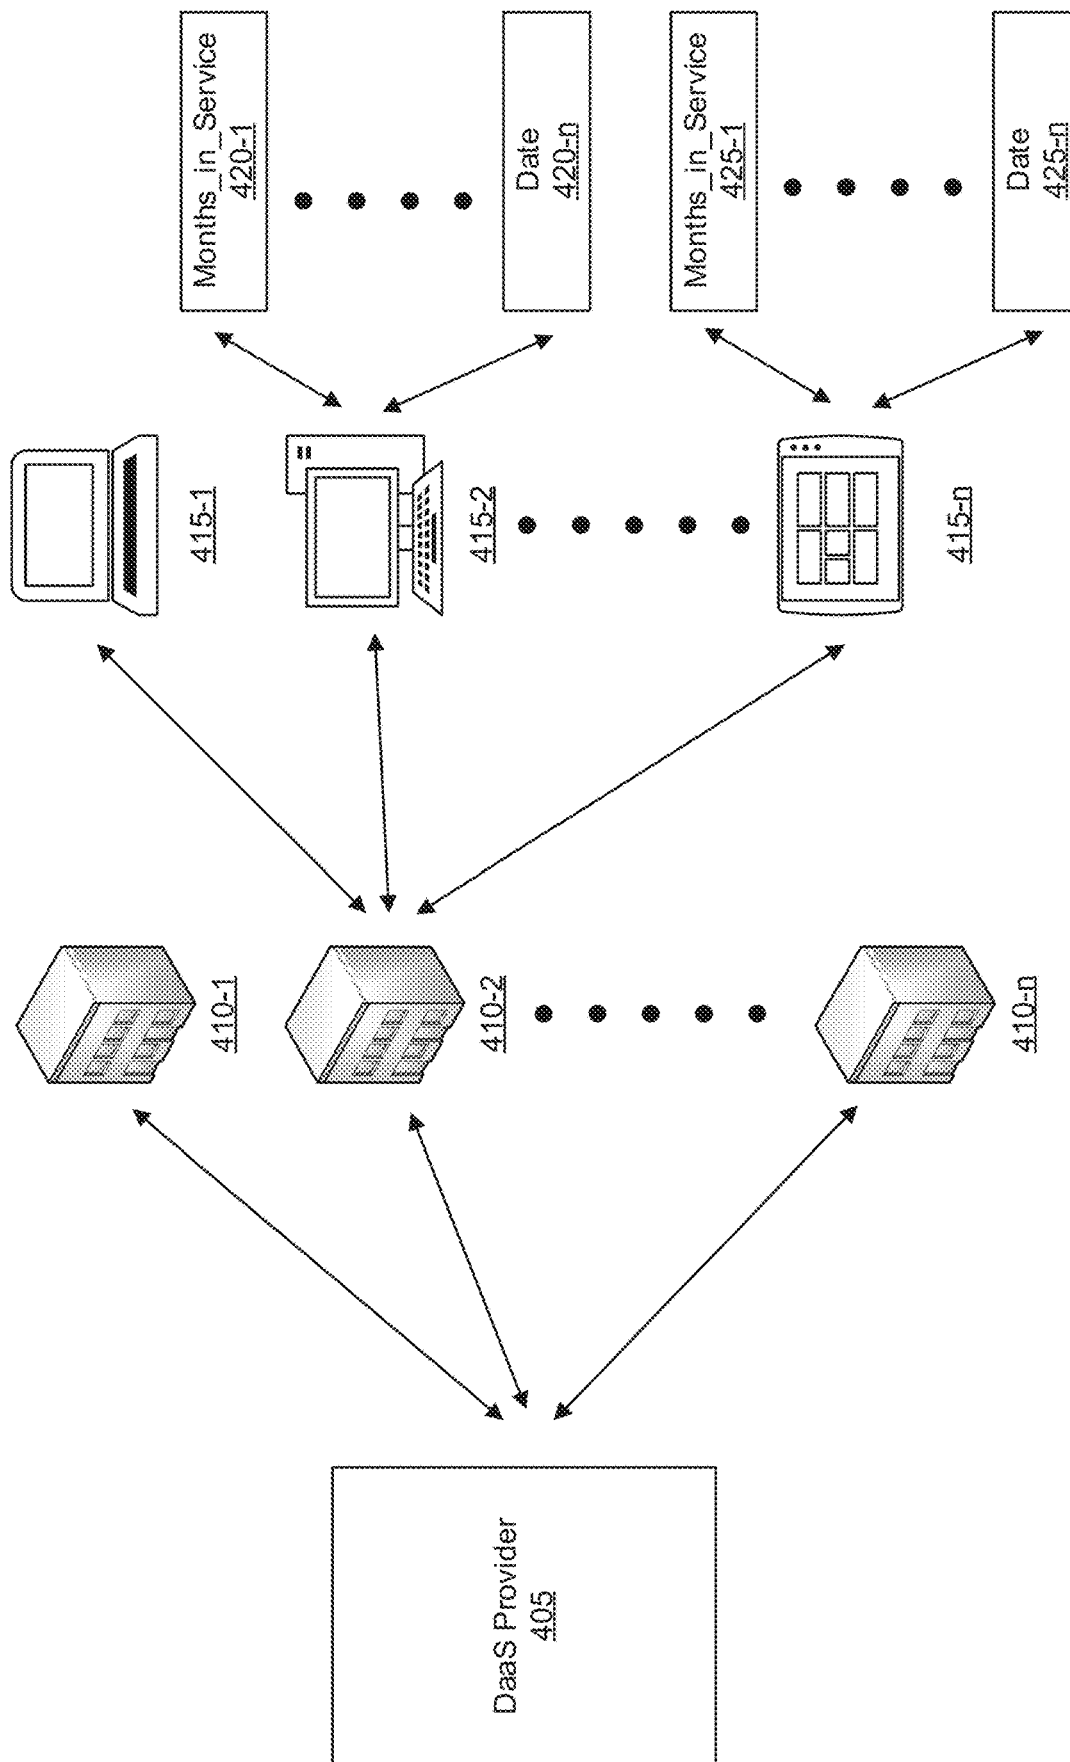 DaaS Provider
405
410-1
410-2
410-n
415-1
415-2
415-n
Months_in_Service
420-1
Date
420-n
Months_in_Service
425-1
Date
425-n